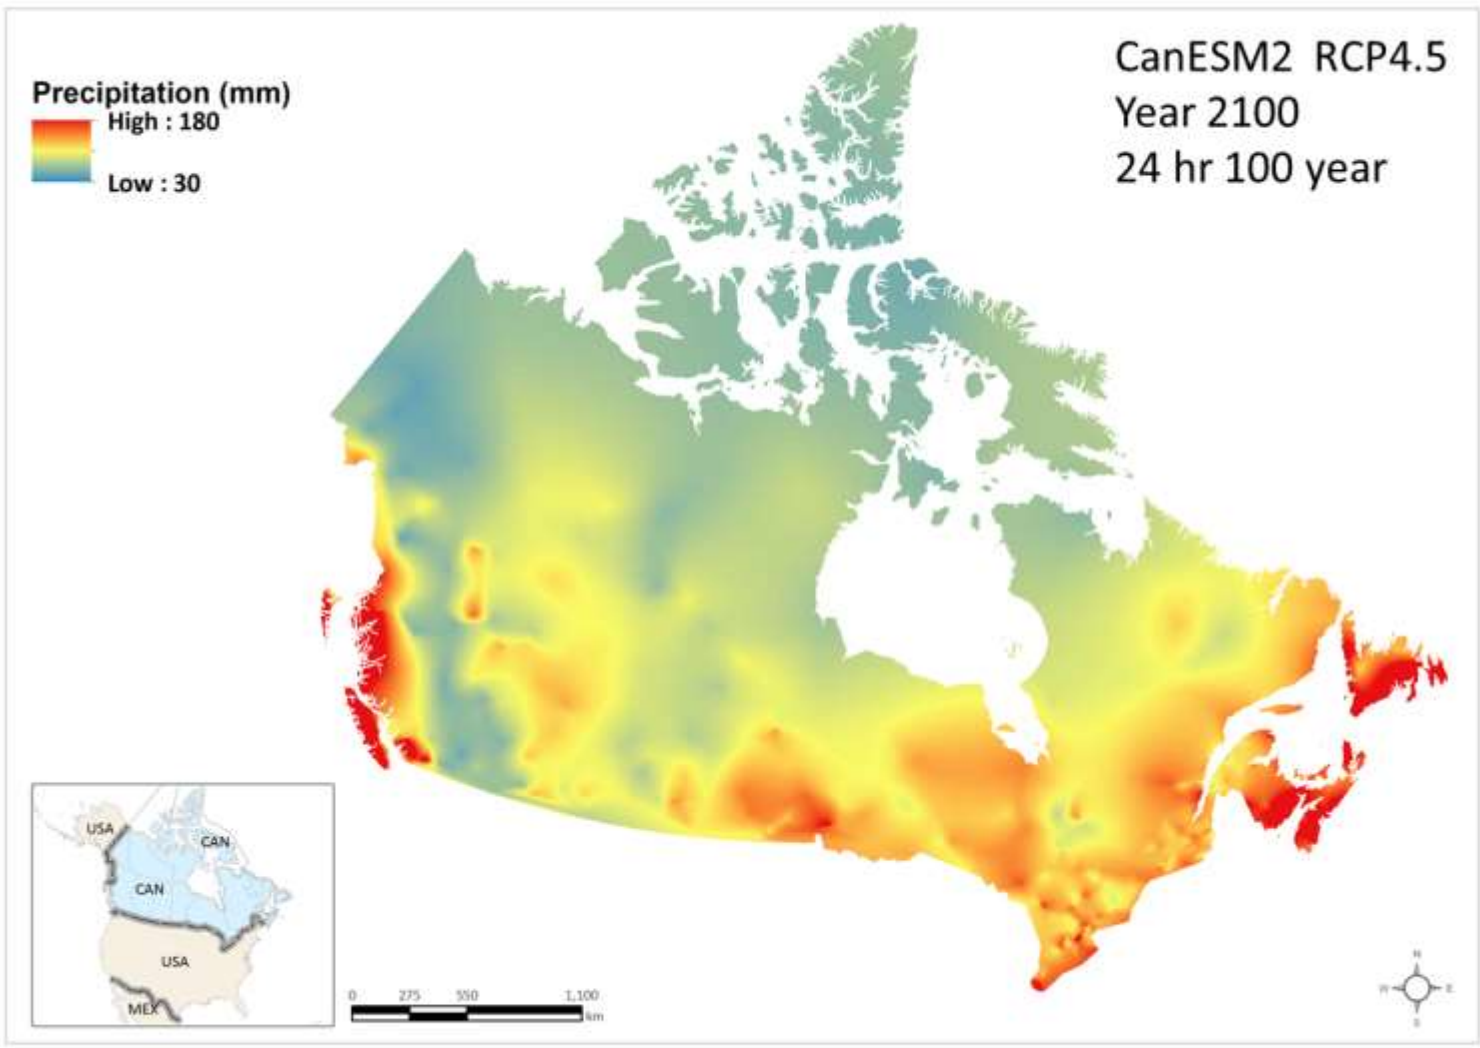 CanESM2 RCP4.5
Year 2100
24 hr 100 year
Precipitation (mm)
High : 180
Low : 30
USA
CAN
CAN
USA
MEX
0 275 550 1,100
km
N
W E
S